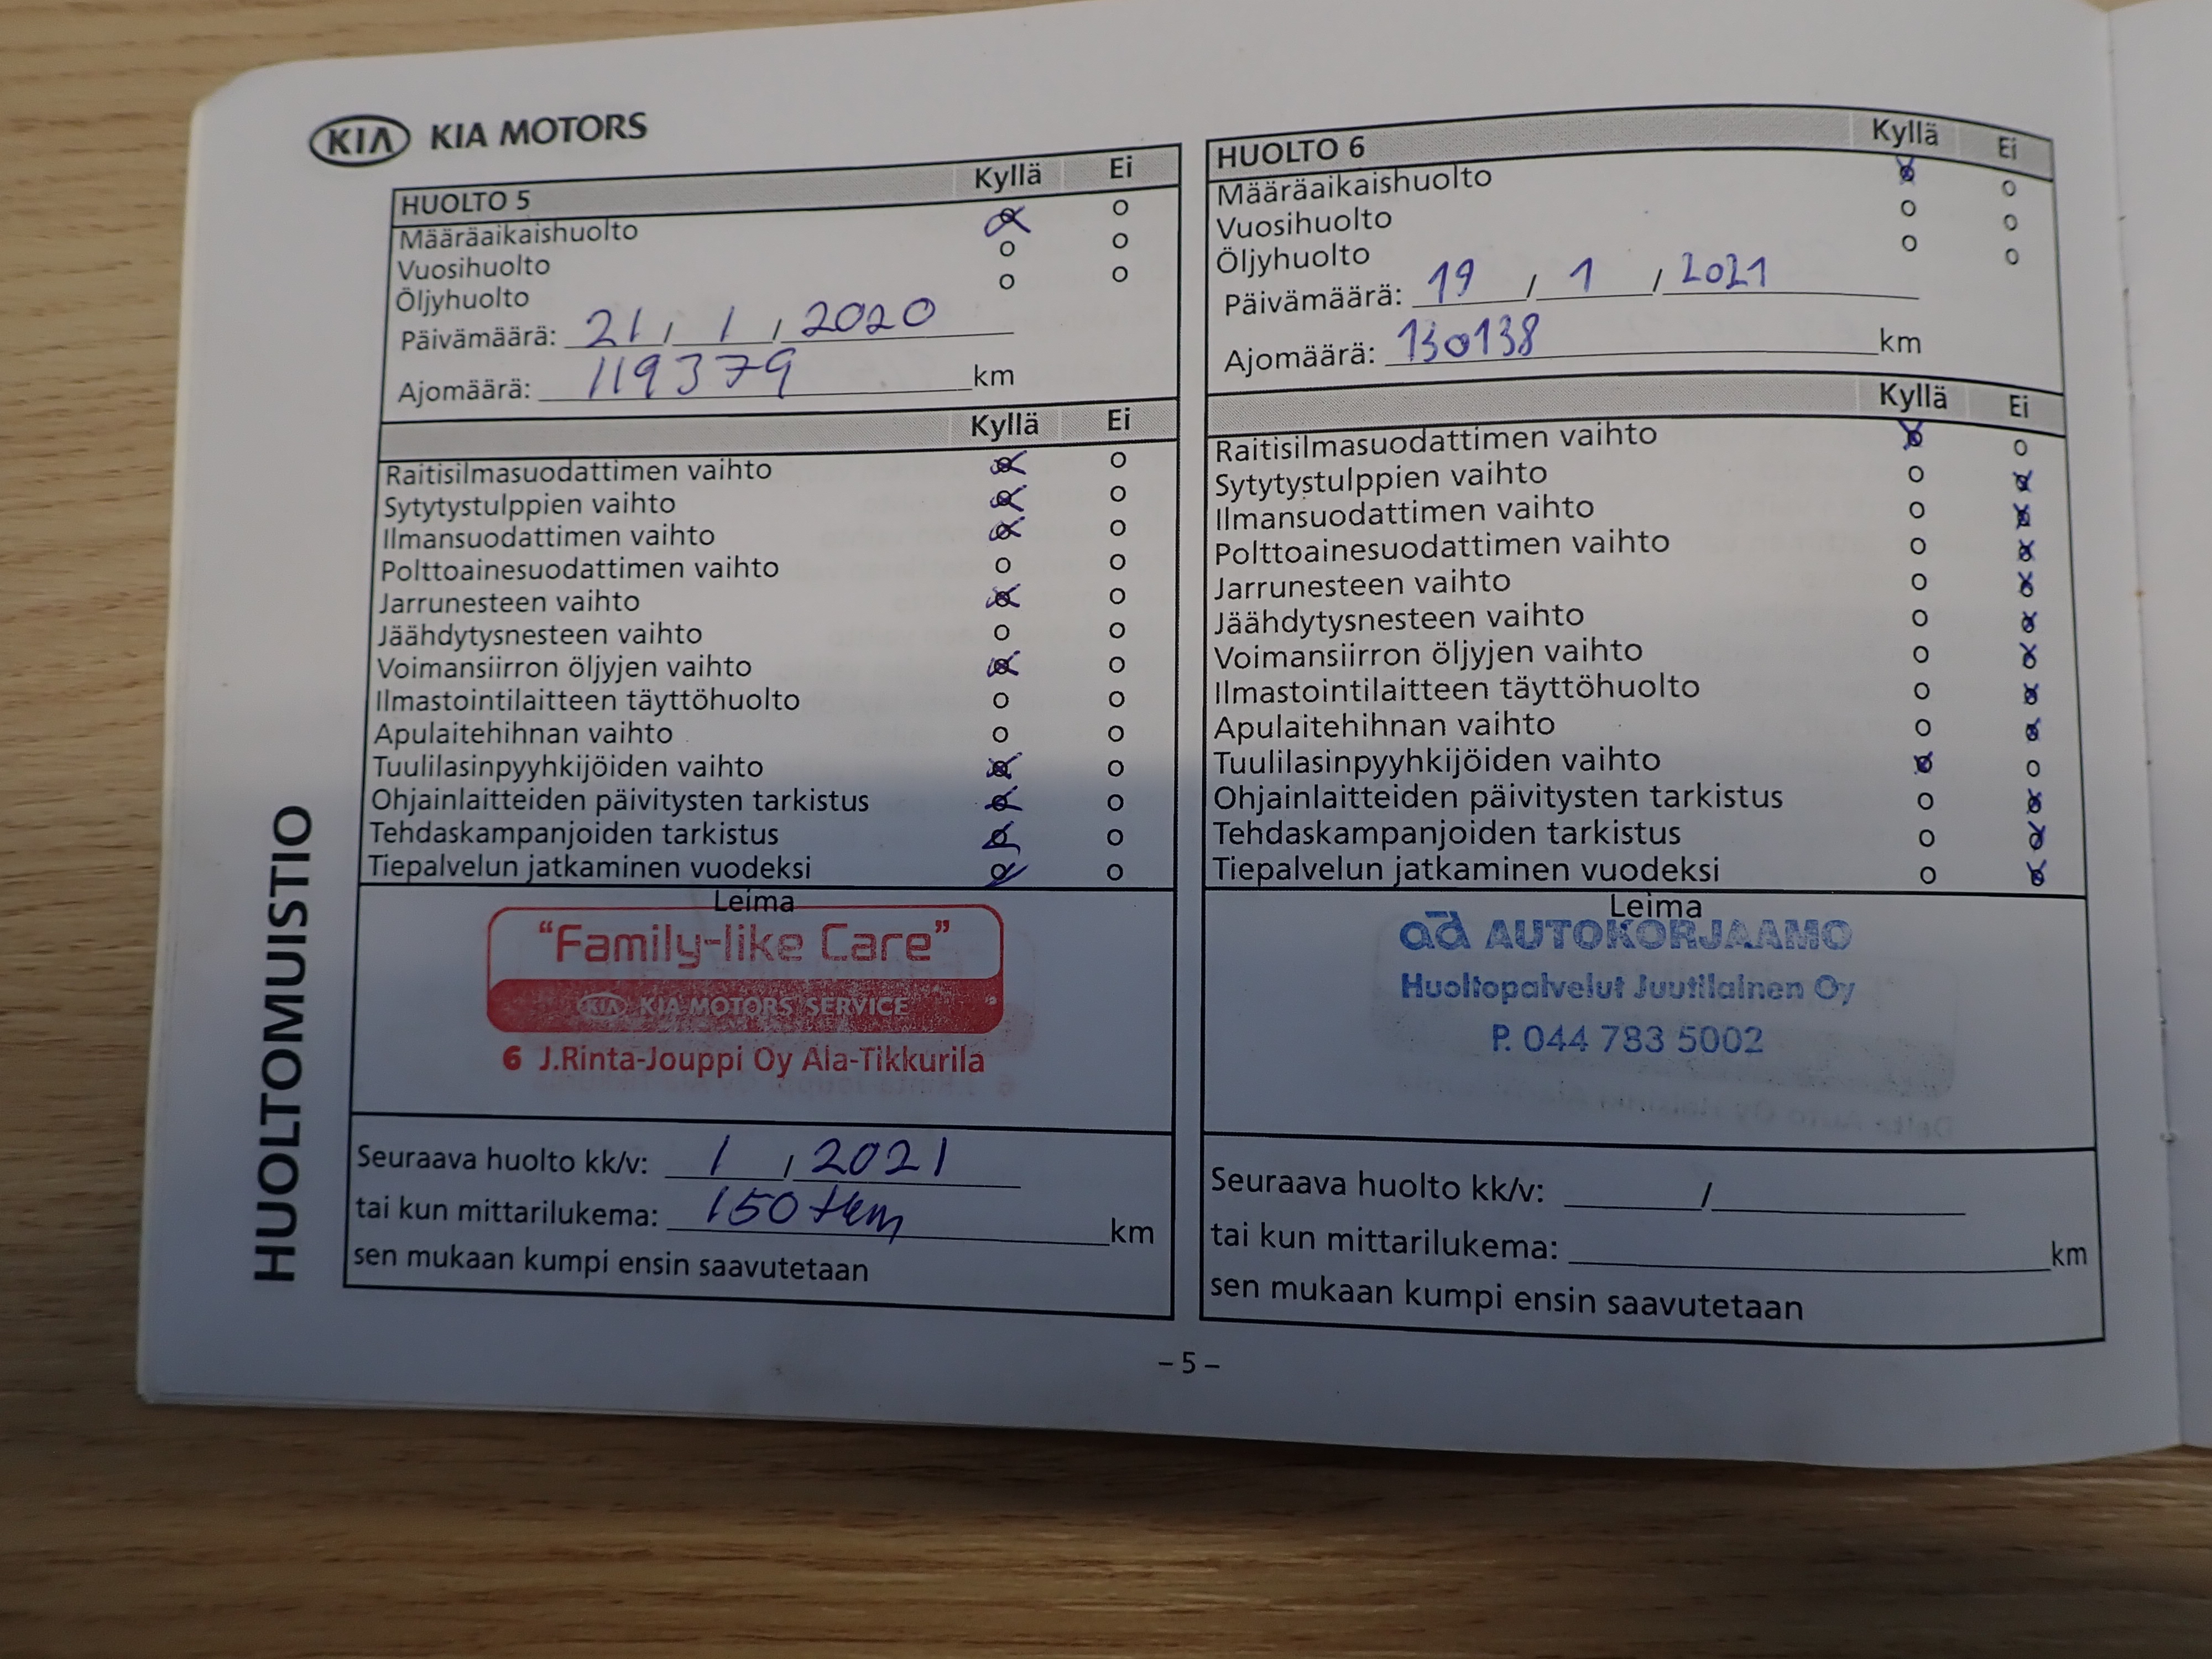 KIA KIA MOTORS
HUOLTOMUISTIO
HUOLTO 5 Kyllä Ei
Määräaikaishuolto
Vuosihuolto
Öljyhuolto
Päivämäärä: 21 / 1 / 2020
Ajomäärä: 119379 km
Kyllä Ei
Raitisilmasuodattimen vaihto
Sytytystulppien vaihto
Ilmansuodattimen vaihto
Polttoainesuodattimen vaihto
Jarrunesteen vaihto
Jäähdytysnesteen vaihto
Voimansiirron öljyjen vaihto
Ilmastointilaitteen täyttöhuolto
Apulaitehihnan vaihto
Tuulilasinpyyhkijöiden vaihto
Ohjainlaitteiden päivitysten tarkistus
Tehdaskampanjoiden tarkistus
Tiepalvelun jatkaminen vuodeksi
Leima
"Family-like Care"
KIA KIA MOTORS SERVICE
6 J.Rinta-Jouppi Oy Ala-Tikkurila
Seuraava huolto kk/v: 1 / 2021
tai kun mittarilukema: 150 tkm km
sen mukaan kumpi ensin saavutetaan
HUOLTO 6 Kyllä Ei
Määräaikaishuolto
Vuosihuolto
Öljyhuolto
Päivämäärä: 19 / 1 / 2021
Ajomäärä: 130138 km
Kyllä Ei
Raitisilmasuodattimen vaihto
Sytytystulppien vaihto
Ilmansuodattimen vaihto
Polttoainesuodattimen vaihto
Jarrunesteen vaihto
Jäähdytysnesteen vaihto
Voimansiirron öljyjen vaihto
Ilmastointilaitteen täyttöhuolto
Apulaitehihnan vaihto
Tuulilasinpyyhkijöiden vaihto
Ohjainlaitteiden päivitysten tarkistus
Tehdaskampanjoiden tarkistus
Tiepalvelun jatkaminen vuodeksi
Leima
ad AUTOKORJAAMO
Huoltopalvelut Juutilainen Oy
P. 044 783 5002
Seuraava huolto kk/v: /
tai kun mittarilukema: km
sen mukaan kumpi ensin saavutetaan
– 5 –